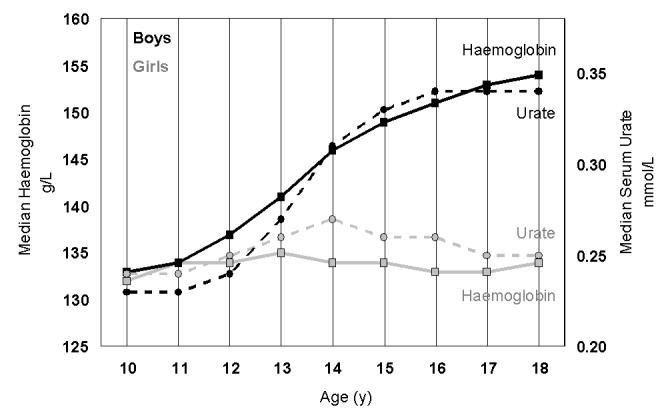 160
155
150
145
140
135
130
125
Median Haemoglobin
g/L
Boys
Girls
Haemoglobin
Urate
Urate
Haemoglobin
0.35
0.30
0.25
0.20
Median Serum Urate
mmol/L
10 11 12 13 14 15 16 17 18
Age (y)